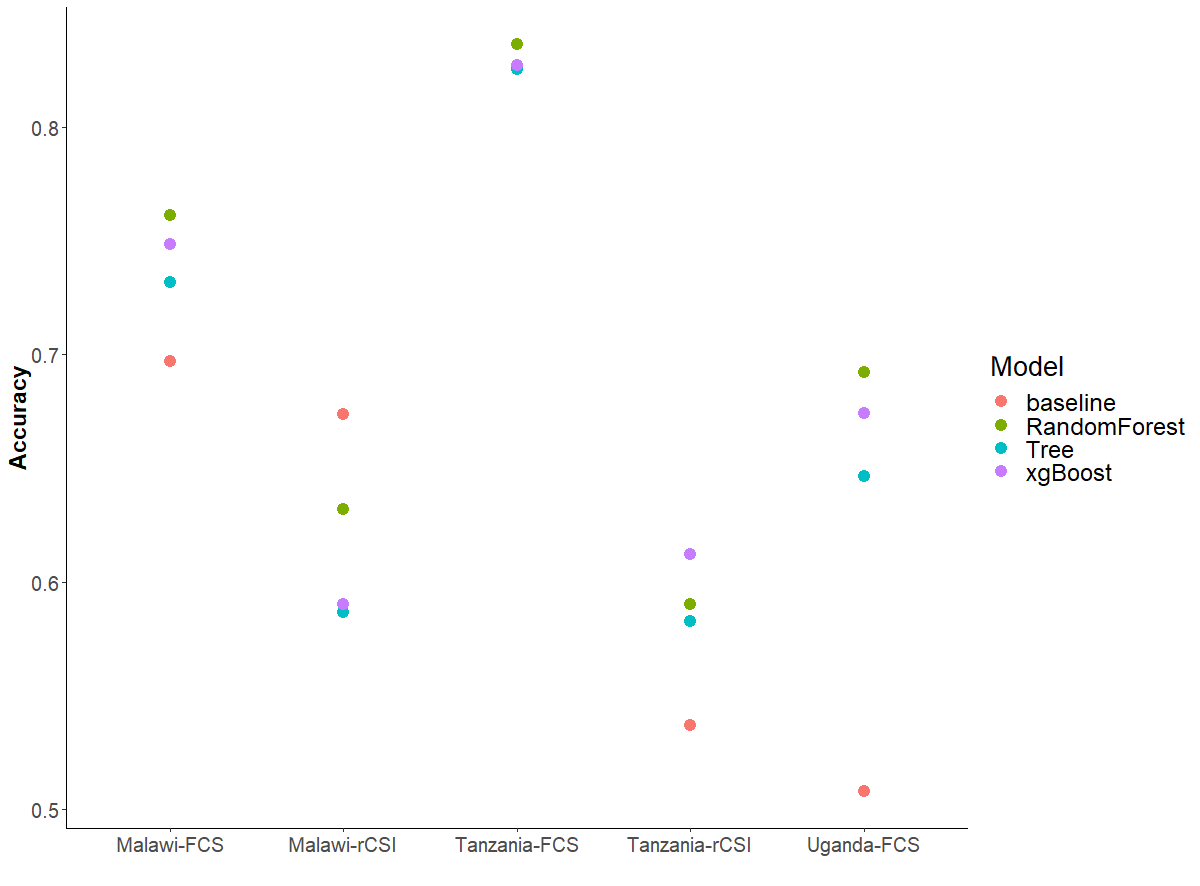 Accuracy
0.8
0.7
0.6
0.5
Malawi-FCS
Malawi-rCSI
Tanzania-FCS
Tanzania-rCSI
Uganda-FCS
Model
baseline
RandomForest
Tree
xgBoost